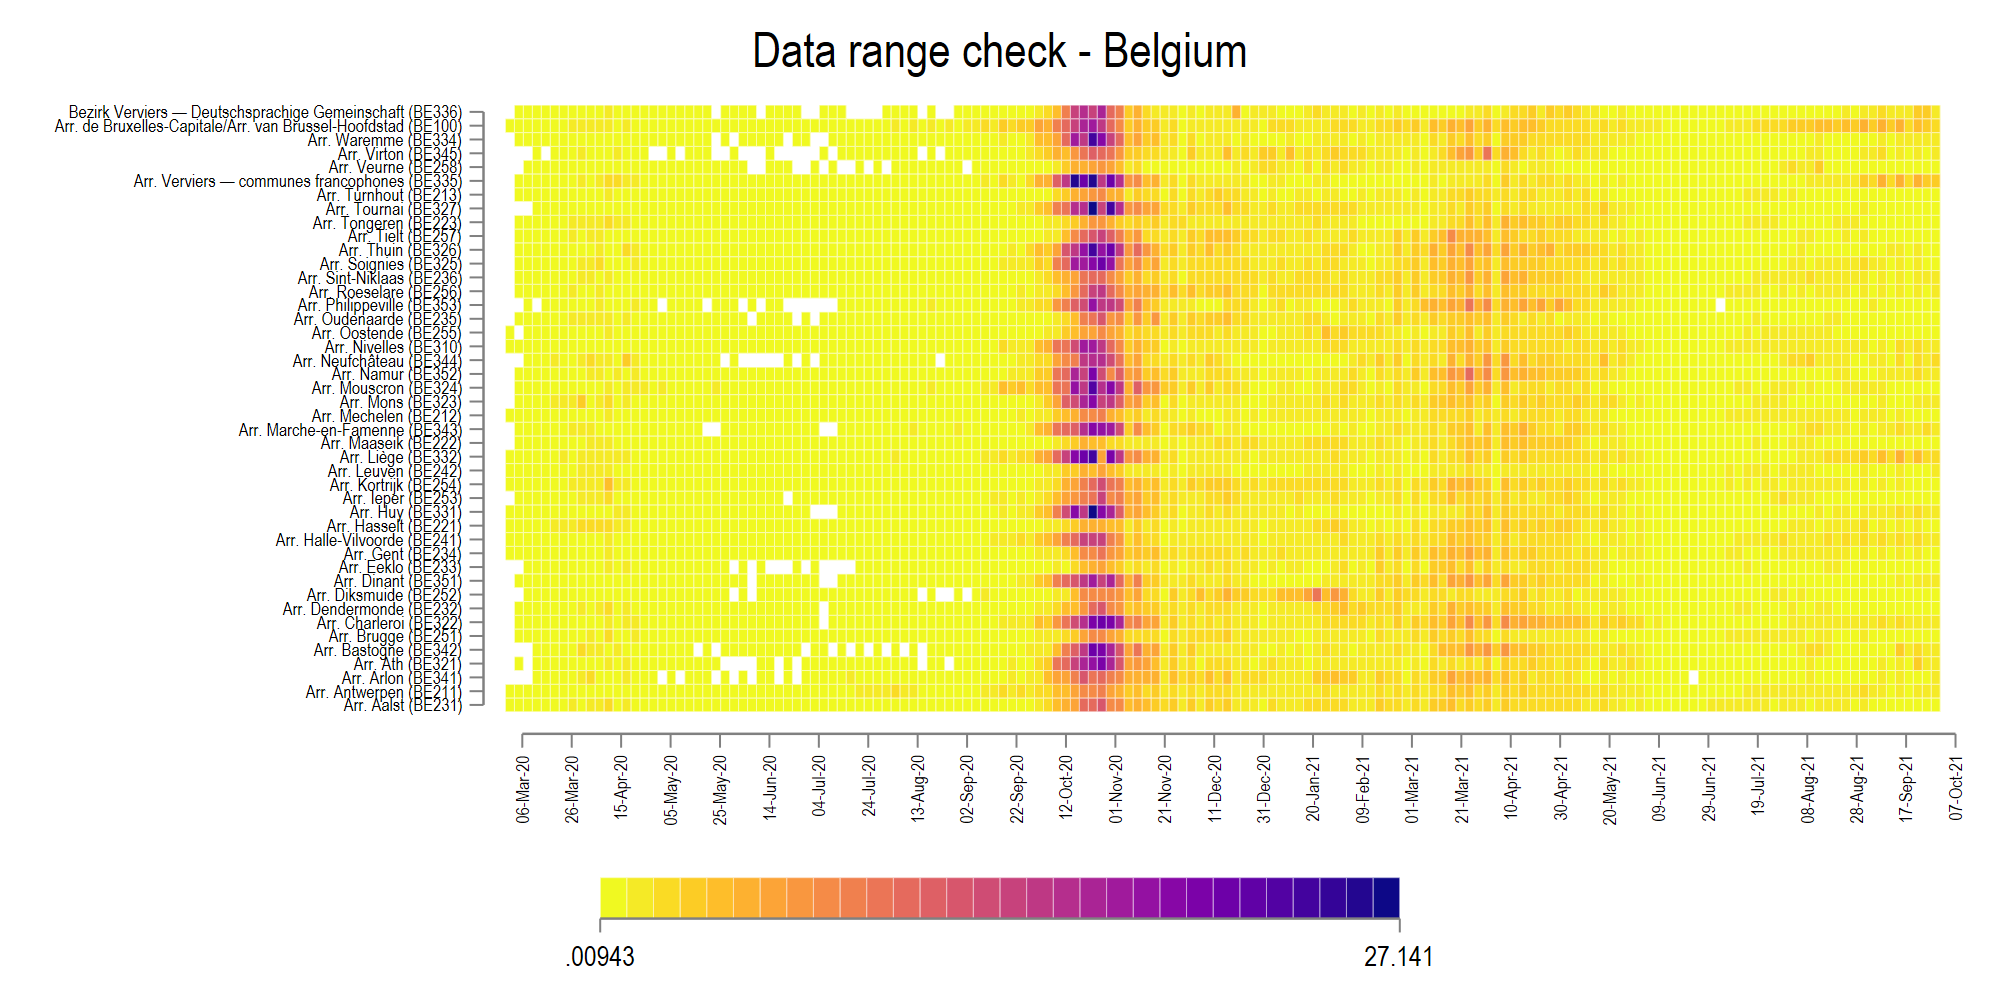 Data range check - Belgium
Bezirk Verviers — Deutschsprachige Gemeinschaft (BE336)
Arr. de Bruxelles-Capitale/Arr. van Brussel-Hoofdstad (BE100)
Arr. Waremme (BE334)
Arr. Virton (BE345)
Arr. Veurne (BE258)
Arr. Verviers — communes francophones (BE335)
Arr. Turnhout (BE213)
Arr. Tournai (BE327)
Arr. Tongeren (BE223)
Arr. Tielt (BE257)
Arr. Thuin (BE326)
Arr. Soignies (BE325)
Arr. Sint-Niklaas (BE236)
Arr. Roeselare (BE256)
Arr. Philippeville (BE353)
Arr. Oudenaarde (BE235)
Arr. Oostende (BE255)
Arr. Nivelles (BE310)
Arr. Neufchâteau (BE344)
Arr. Namur (BE352)
Arr. Mouscron (BE324)
Arr. Mons (BE323)
Arr. Mechelen (BE212)
Arr. Marche-en-Famenne (BE343)
Arr. Maaseik (BE222)
Arr. Liège (BE332)
Arr. Leuven (BE242)
Arr. Kortrijk (BE254)
Arr. Ieper (BE253)
Arr. Huy (BE331)
Arr. Hasselt (BE221)
Arr. Halle-Vilvoorde (BE241)
Arr. Gent (BE234)
Arr. Eeklo (BE233)
Arr. Dinant (BE351)
Arr. Diksmuide (BE252)
Arr. Dendermonde (BE232)
Arr. Charleroi (BE322)
Arr. Brugge (BE251)
Arr. Bastogne (BE342)
Arr. Ath (BE321)
Arr. Arlon (BE341)
Arr. Antwerpen (BE211)
Arr. Aalst (BE231)
06-Mar-20
26-Mar-20
15-Apr-20
05-May-20
25-May-20
14-Jun-20
04-Jul-20
24-Jul-20
13-Aug-20
02-Sep-20
22-Sep-20
12-Oct-20
01-Nov-20
21-Nov-20
11-Dec-20
31-Dec-20
20-Jan-21
09-Feb-21
01-Mar-21
21-Mar-21
10-Apr-21
30-Apr-21
20-May-21
09-Jun-21
29-Jun-21
19-Jul-21
08-Aug-21
28-Aug-21
17-Sep-21
07-Oct-21
.00943
27.141